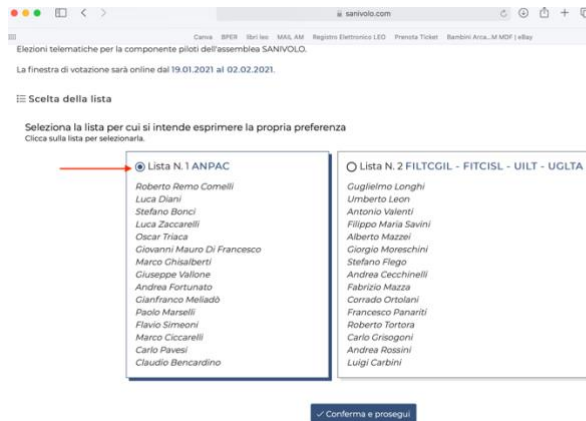 sanivolo.com
Canva BPER libri leo MAIL AM Registro Elettronico LEO Prenota Ticket Bambini Arca...M MDF | eBay
Elezioni telematiche per la componente piloti dell'assemblea SANIVOLO.
La finestra di votazione sarà online dal 19.01.2021 al 02.02.2021.
Scelta della lista
Seleziona la lista per cui si intende esprimere la propria preferenza
Clicca sulla lista per selezionarla.
Lista N. 1 ANPAC
Roberto Remo Comelli
Luca Diani
Stefano Bonci
Luca Zaccarelli
Oscar Triaca
Giovanni Mauro Di Francesco
Marco Ghisalberti
Giuseppe Vallone
Andrea Fortunato
Gianfranco Meliadò
Paolo Marselli
Flavio Simeoni
Marco Ciccarelli
Carlo Pavesi
Claudio Bencardino
Lista N. 2 FILTCGIL - FITCISL - UILT - UGLTA
Guglielmo Longhi
Umberto Leon
Antonio Valenti
Filippo Maria Savini
Alberto Mazzei
Giorgio Moreschini
Stefano Flego
Andrea Cecchinelli
Fabrizio Mazza
Corrado Ortolani
Francesco Panariti
Roberto Tortora
Carlo Grisogoni
Andrea Rossini
Luigi Carbini
✓ Conferma e prosegui